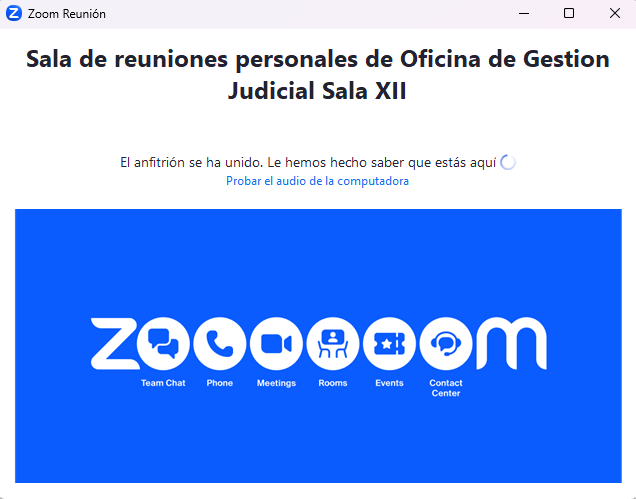 Zoom Reunión
Sala de reuniones personales de Oficina de Gestion
Judicial Sala XII
El anfitrión se ha unido. Le hemos hecho saber que estás aquí
Probar el audio de la computadora
zoooooom
Team Chat
Phone
Meetings
Rooms
Events
Contact
Center